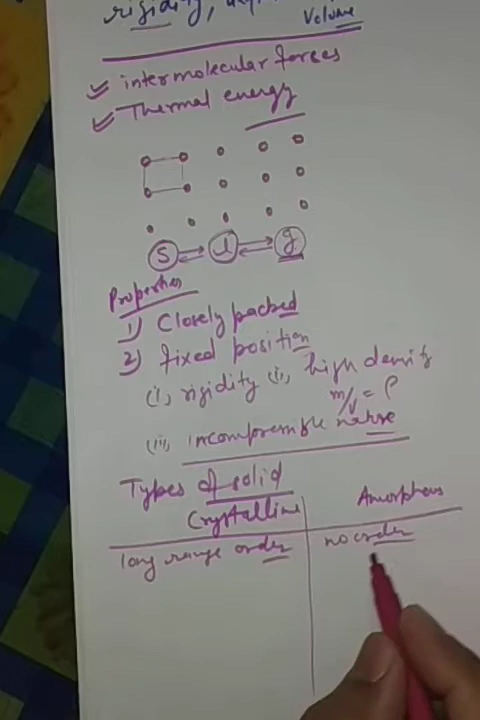 rigidity,
Volume
intermolecular forces
Thermal energy
S l g
Properties
1) Closely packed
2) fixed position
(i) rigidity (ii) high density
m/v = ρ
(iii) incompressible nature
Types of solid
Crystalline Amorphous
long range order no order